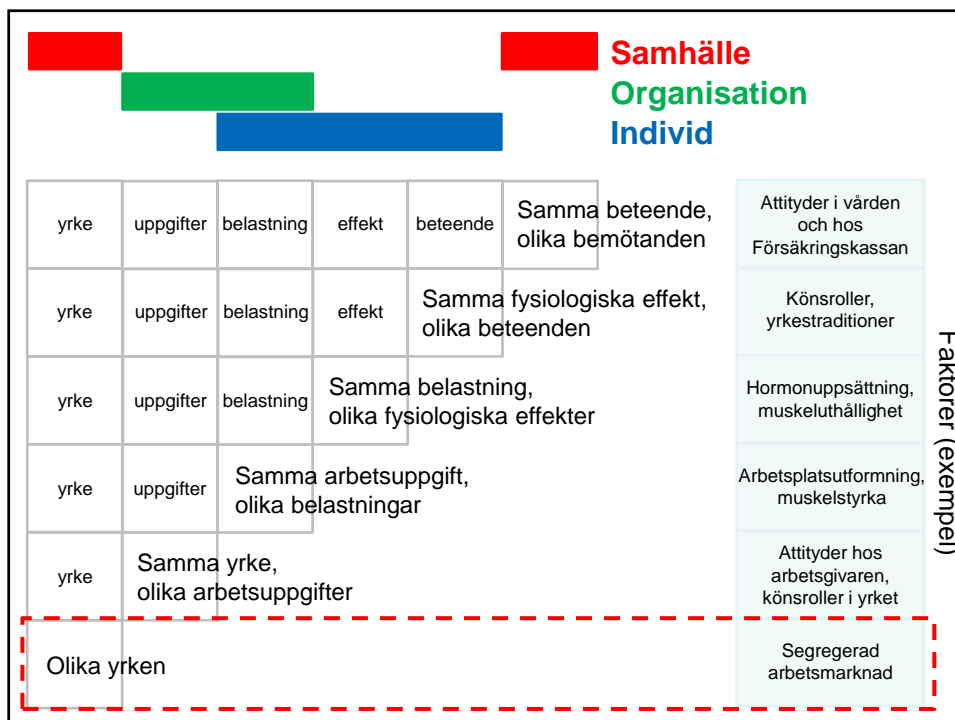 Samhälle
Organisation
Individ
yrke
uppgifter
belastning
effekt
beteende
Samma beteende,
olika bemötanden
Attityder i vården
och hos
Försäkringskassan
yrke
uppgifter
belastning
effekt
Samma fysiologiska effekt,
olika beteenden
Könsroller,
yrkestraditioner
yrke
uppgifter
belastning
Samma belastning,
olika fysiologiska effekter
Hormonuppsättning,
muskeluthållighet
yrke
uppgifter
Samma arbetsuppgift,
olika belastningar
Arbetsplatsutformning,
muskelstyrka
yrke
Samma yrke,
olika arbetsuppgifter
Attityder hos
arbetsgivaren,
könsroller i yrket
Olika yrken
Segregerad
arbetsmarknad
Faktorer (exempel)